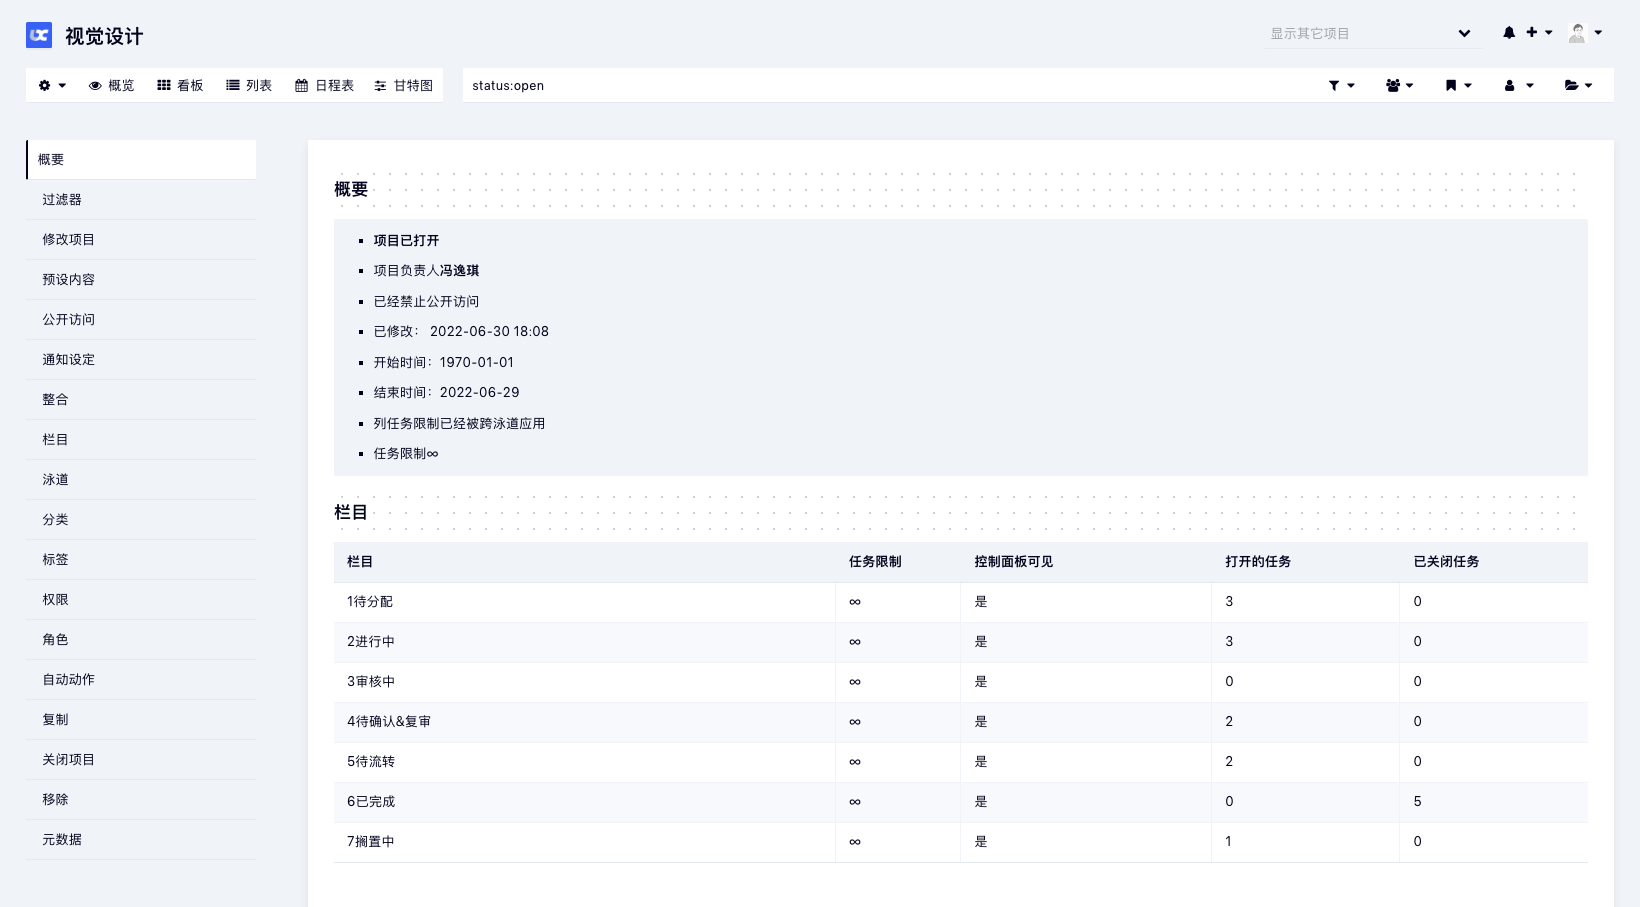 UC 视觉设计
显示其它项目
概览 看板 列表 日程表 甘特图
status:open
概要
过滤器
修改项目
预设内容
公开访问
通知设定
整合
栏目
泳道
分类
标签
权限
角色
自动动作
复制
关闭项目
移除
元数据
概要
项目已打开
项目负责人冯逸琪
已经禁止公开访问
已修改： 2022-06-30 18:08
开始时间：1970-01-01
结束时间：2022-06-29
列任务限制已经被跨泳道应用
任务限制∞
栏目
栏目 任务限制 控制面板可见 打开的任务 已关闭任务
1待分配 ∞ 是 3 0
2进行中 ∞ 是 3 0
3审核中 ∞ 是 0 0
4待确认&复审 ∞ 是 2 0
5待流转 ∞ 是 2 0
6已完成 ∞ 是 0 5
7搁置中 ∞ 是 1 0